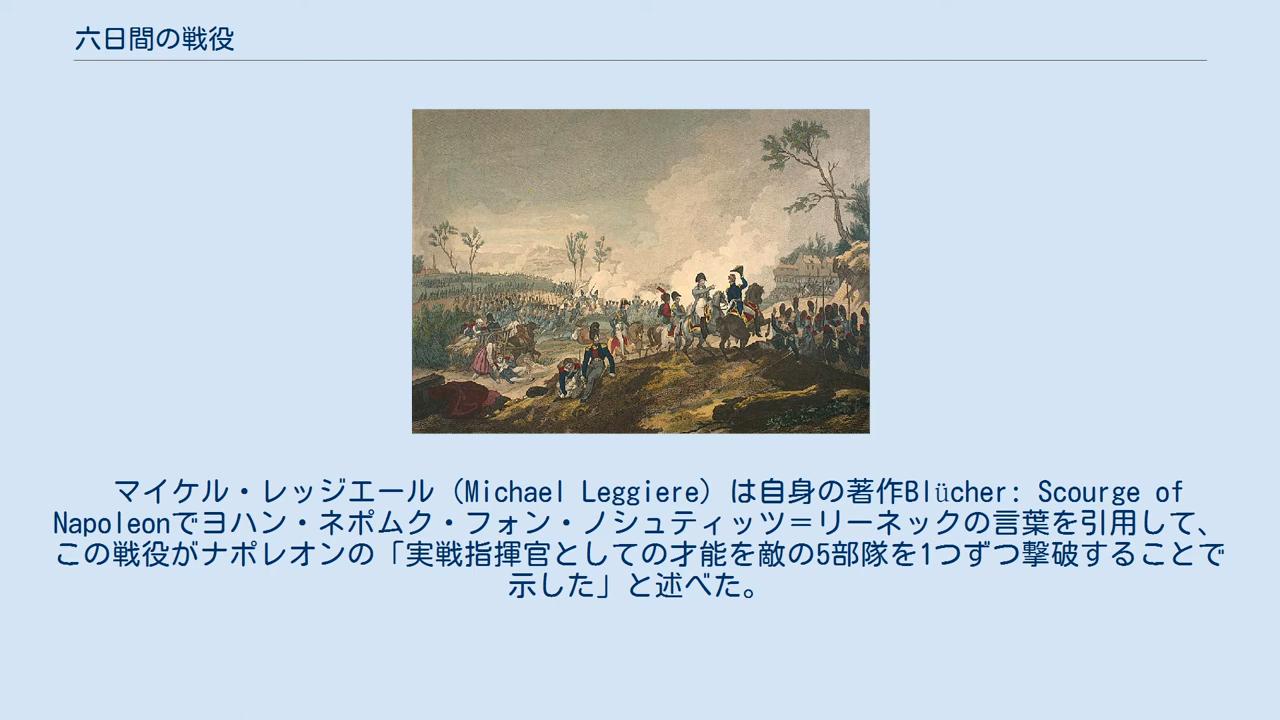 六日間の戦役
マイケル・レッジエール（Michael Leggiere）は自身の著作Blücher: Scourge of
Napoleonでヨハン・ネポムク・フォン・ノシュティッツ＝リーネックの言葉を引用して、
この戦役がナポレオンの「実戦指揮官としての才能を敵の5部隊を1つずつ撃破することで
示した」と述べた。